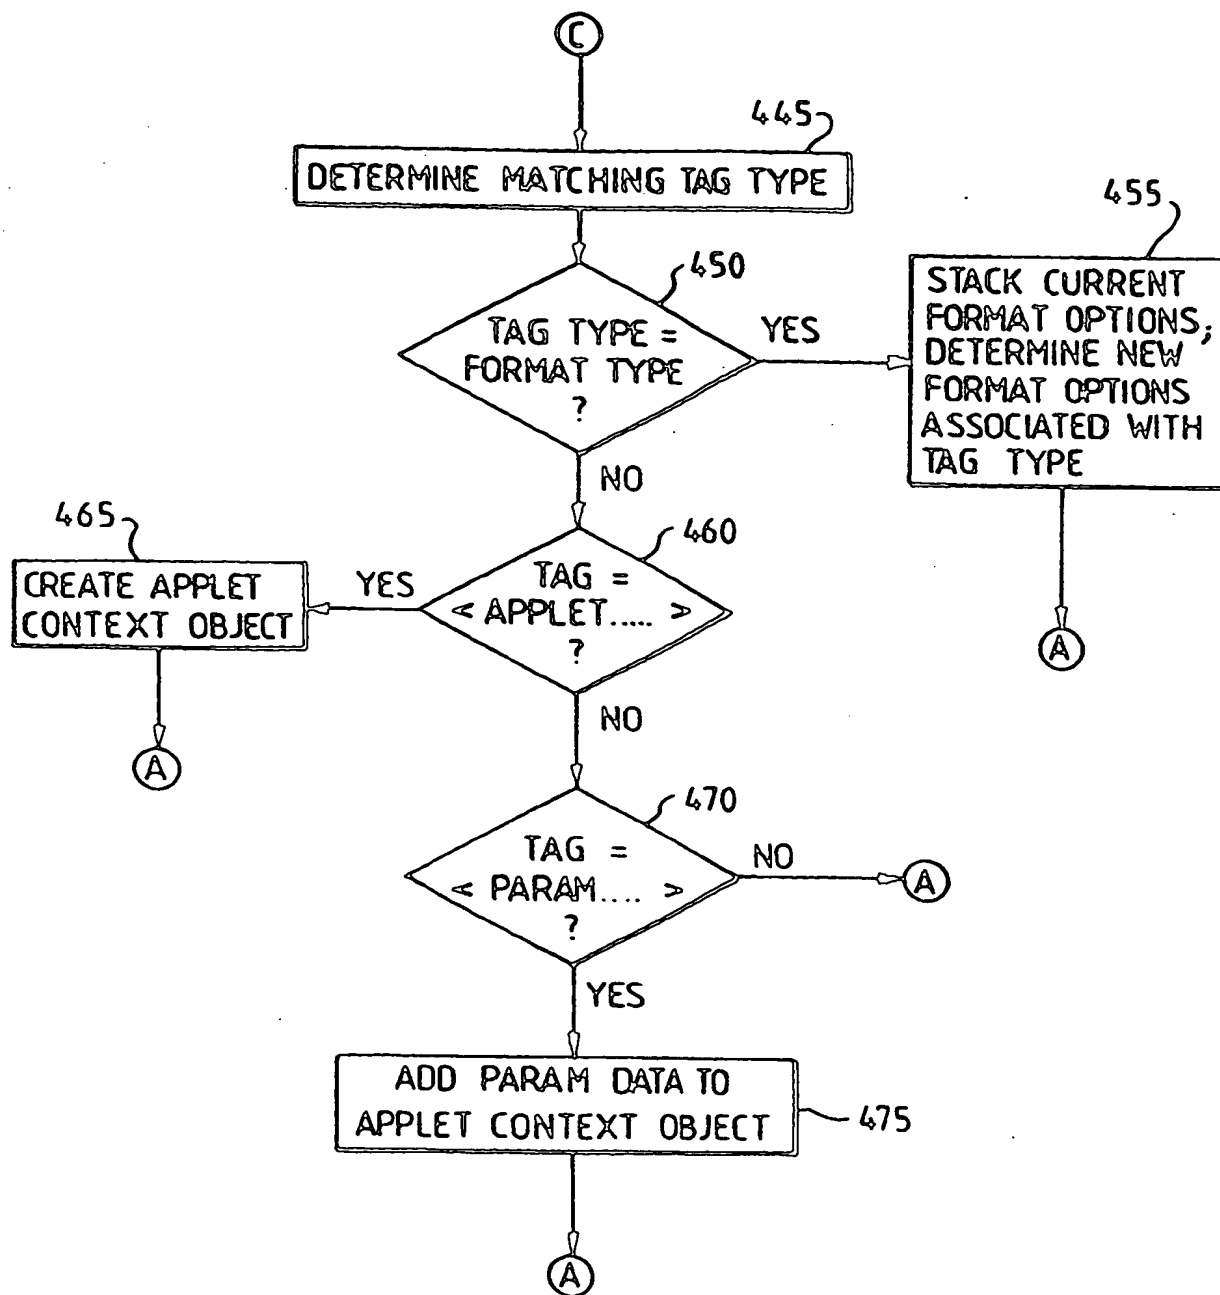 C
445
DETERMINE MATCHING TAG TYPE
450
TAG TYPE =
FORMAT TYPE
?
YES
455
STACK CURRENT
FORMAT OPTIONS;
DETERMINE NEW
FORMAT OPTIONS
ASSOCIATED WITH
TAG TYPE
A
NO
460
TAG =
< APPLET..... >
?
YES
465
CREATE APPLET
CONTEXT OBJECT
A
NO
470
TAG =
< PARAM.... >
?
NO
A
YES
ADD PARAM DATA TO
APPLET CONTEXT OBJECT
475
A